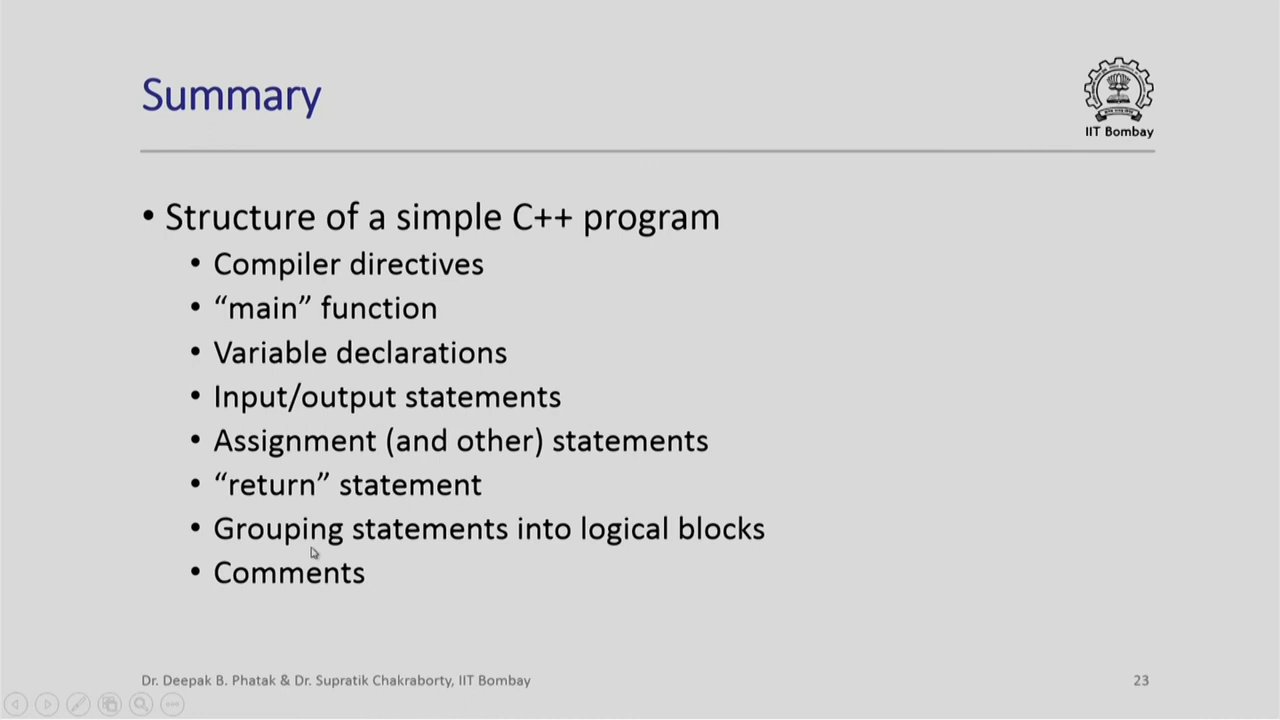 Summary
IIT Bombay
• Structure of a simple C++ program
• Compiler directives
• “main” function
• Variable declarations
• Input/output statements
• Assignment (and other) statements
• “return” statement
• Grouping statements into logical blocks
• Comments
Dr. Deepak B. Phatak & Dr. Supratik Chakraborty, IIT Bombay
23